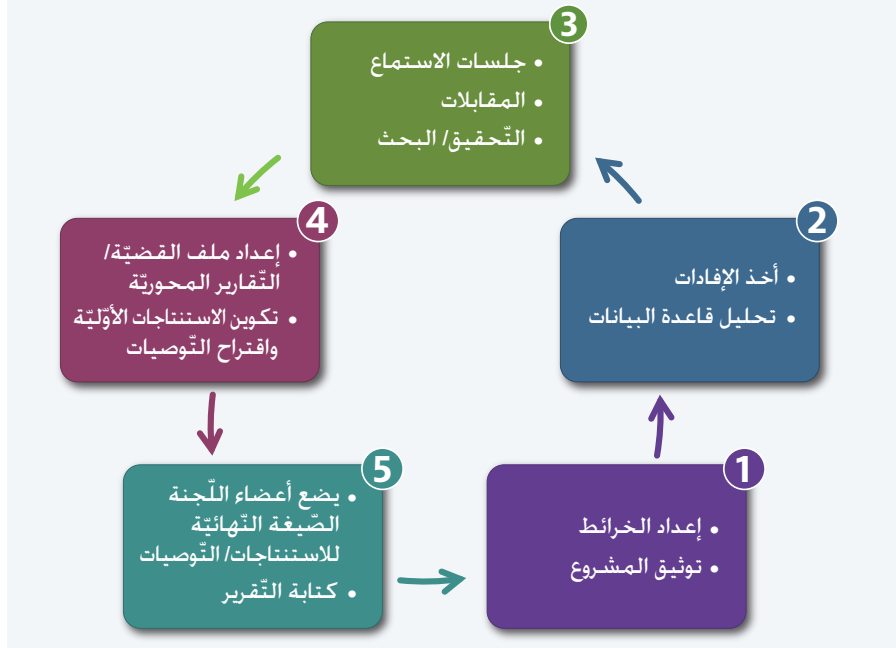 3
• جلسات الاستماع
• المقابلات
• التّحقيق/ البحث
4
• إعداد ملف القضيّة/
التّقارير المحوريّة
• تكوين الاستنتاجات الأوّليّة
واقتراح التّوصيات
2
• أخذ الإفادات
• تحليل قاعدة البيانات
5
• يضع أعضاء اللّجنة
الصّيغة النّهائيّة
للاستنتاجات/ التّوصيات
• كتابة التّقرير
1
• إعداد الخرائط
• توثيق المشروع